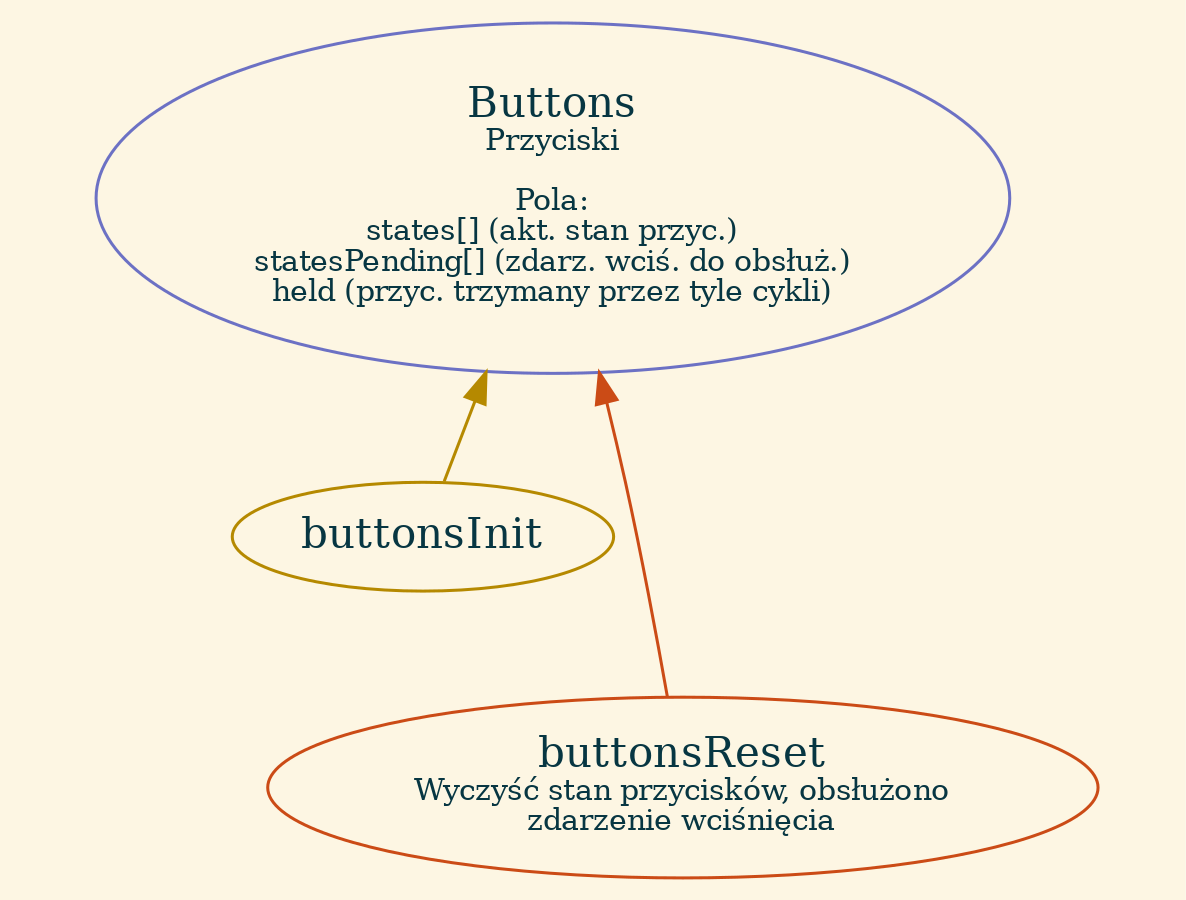 Buttons
Przyciski
Pola:
states[] (akt. stan przyc.)
statesPending[] (zdarz. wciś. do obsłuż.)
held (przyc. trzymany przez tyle cykli)
buttonsInit
buttonsReset
Wyczyść stan przycisków, obsłużono
zdarzenie wciśnięcia